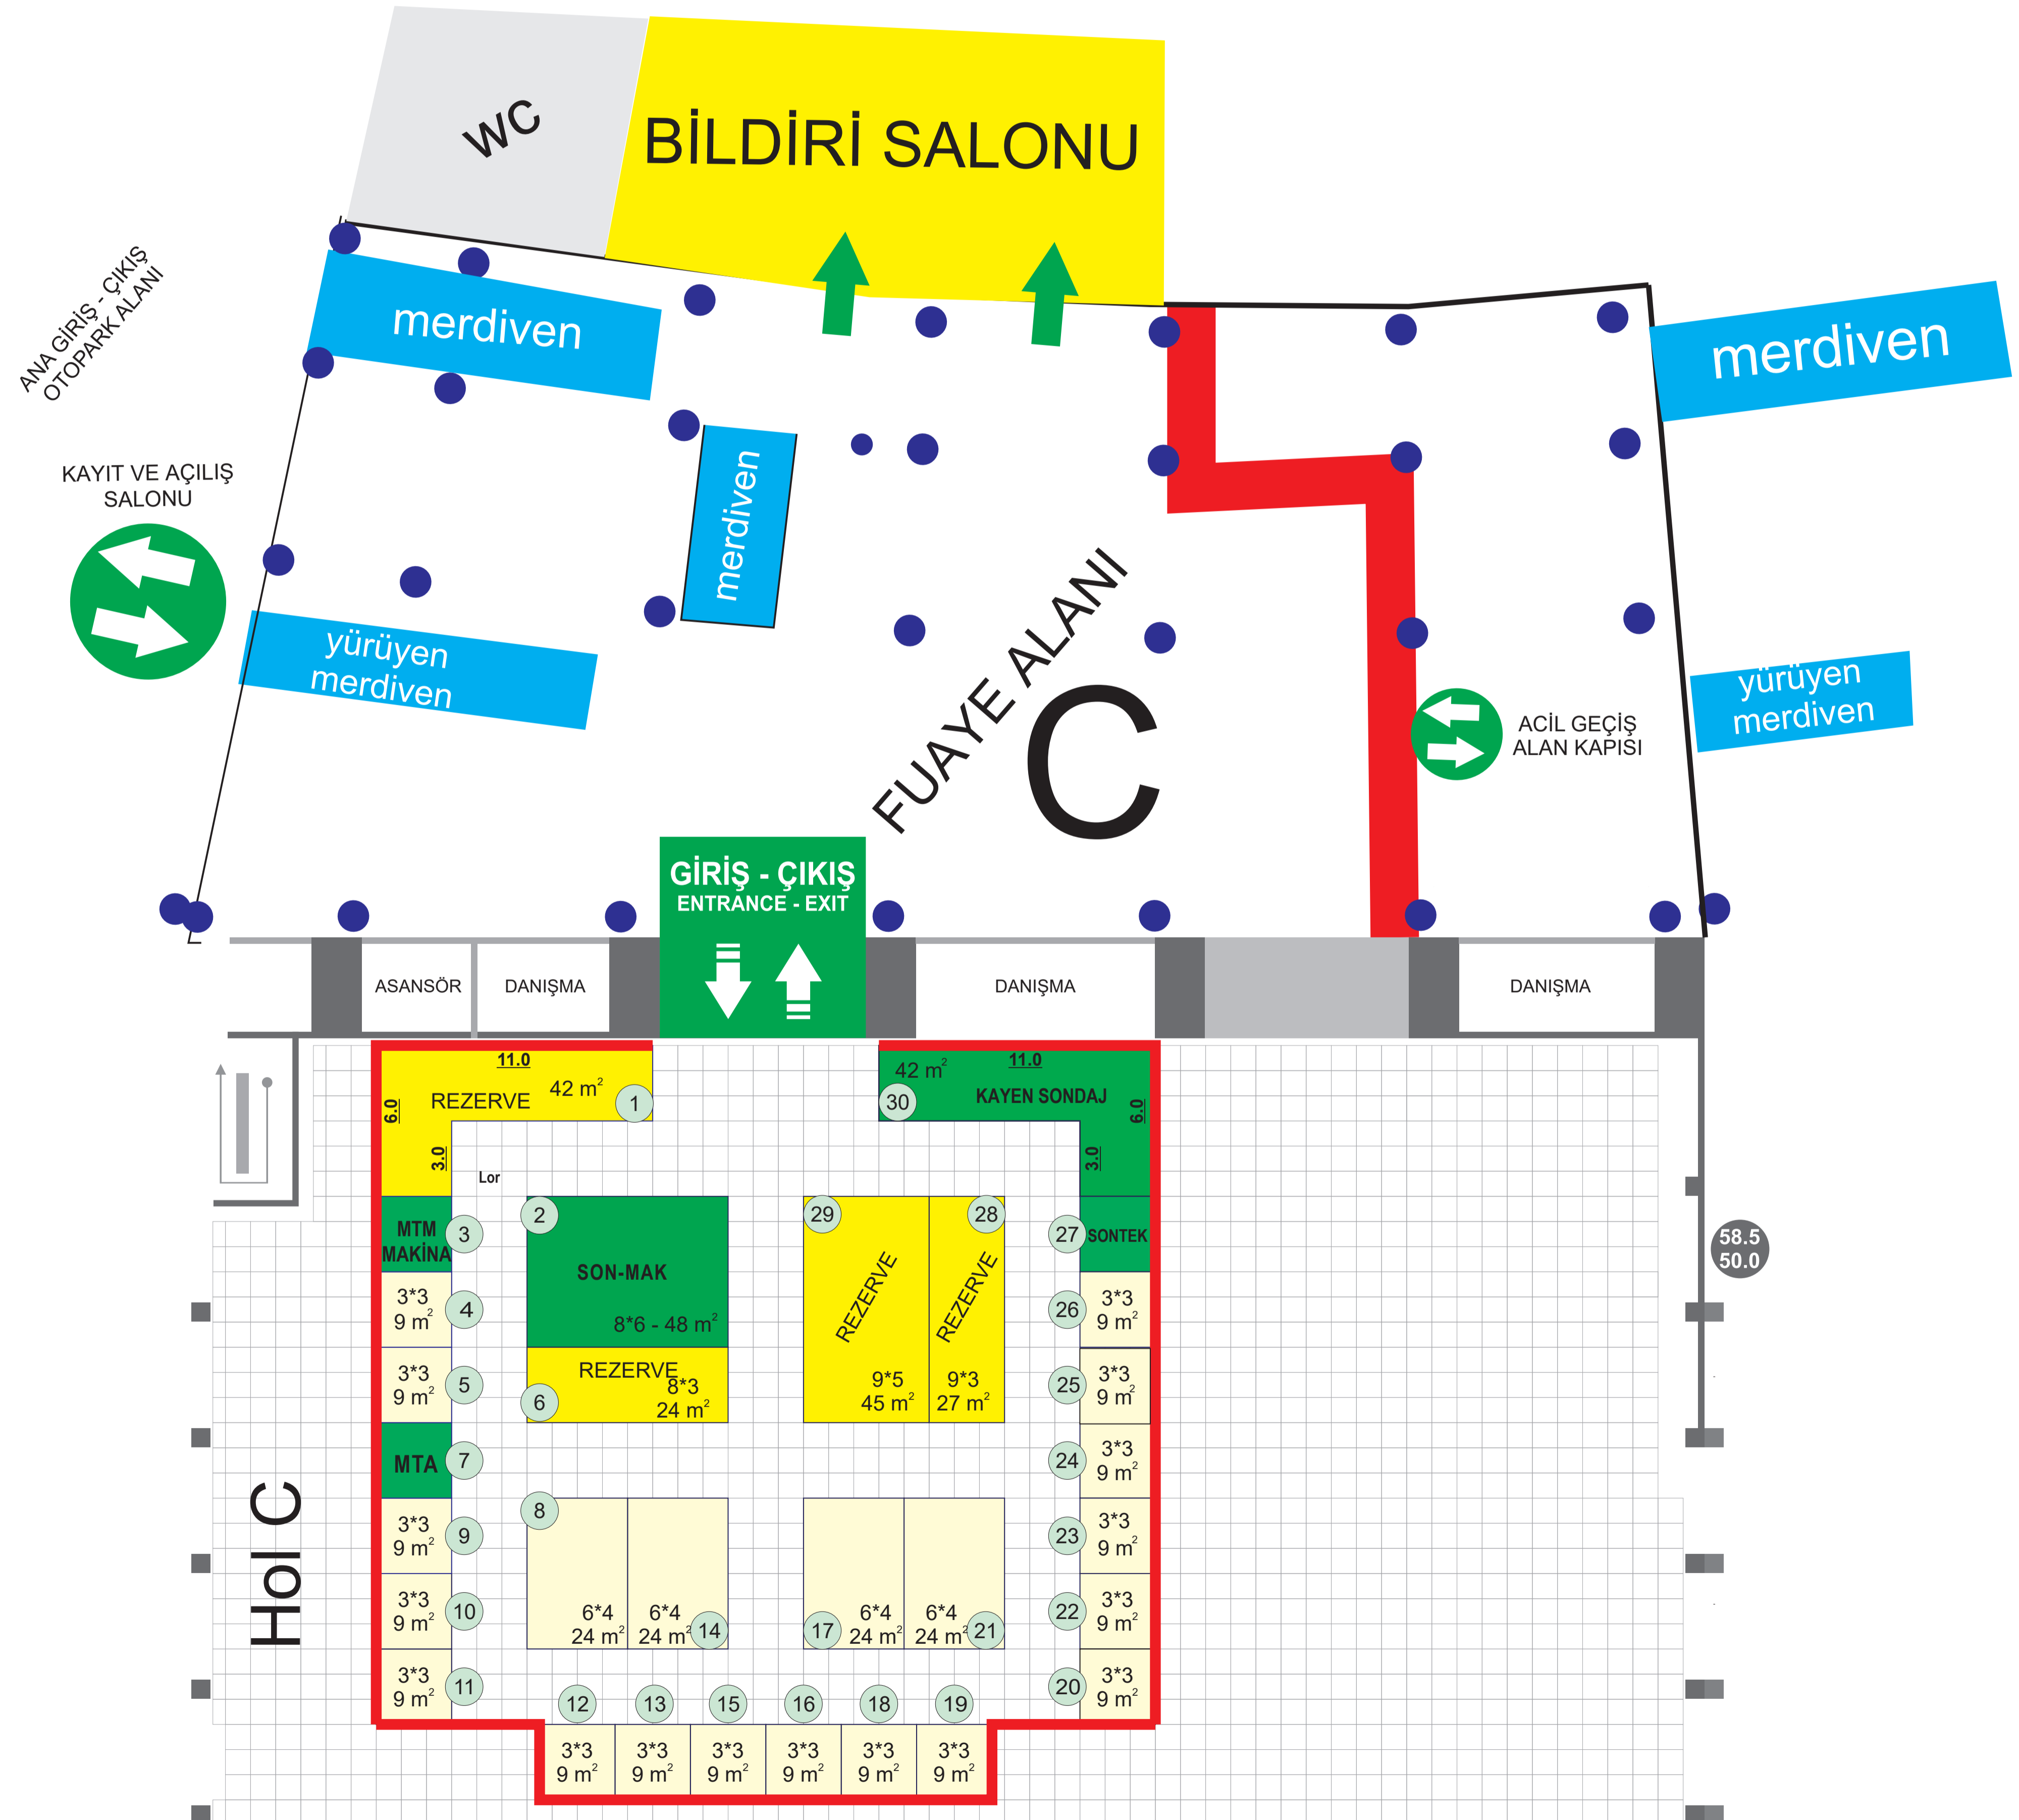 WC
BİLDİRİ SALONU
ANA GİRİŞ - ÇIKIŞ
OTOPARK ALANI
merdiven
merdiven
KAYIT VE AÇILIŞ
SALONU
merdiven
yürüyen
merdiven
FUAYE ALANI
C
yürüyen
merdiven
ACİL GEÇİŞ
ALAN KAPISI
GİRİŞ - ÇIKIŞ
ENTRANCE - EXIT
ASANSÖR
DANIŞMA
DANIŞMA
DANIŞMA
11.0
42 m²
REZERVE
1
6.0
3.0
Lor
11.0
42 m²
30
KAYEN SONDAJ
6.0
3.0
MTM
MAKİNA
3
2
SON-MAK
8*6 - 48 m²
29
REZERVE
9*5
45 m²
28
REZERVE
9*3
27 m²
27
SONTEK
58.5
50.0
3*3
9 m²
4
26
3*3
9 m²
3*3
9 m²
5
REZERVE
8*3
24 m²
6
25
3*3
9 m²
MTA
7
24
3*3
9 m²
Hol C
3*3
9 m²
9
8
6*4
24 m²
6*4
24 m²
14
17
6*4
24 m²
6*4
24 m²
21
23
3*3
9 m²
3*3
9 m²
10
22
3*3
9 m²
3*3
9 m²
11
20
3*3
9 m²
12
13
15
16
18
19
3*3
9 m²
3*3
9 m²
3*3
9 m²
3*3
9 m²
3*3
9 m²
3*3
9 m²